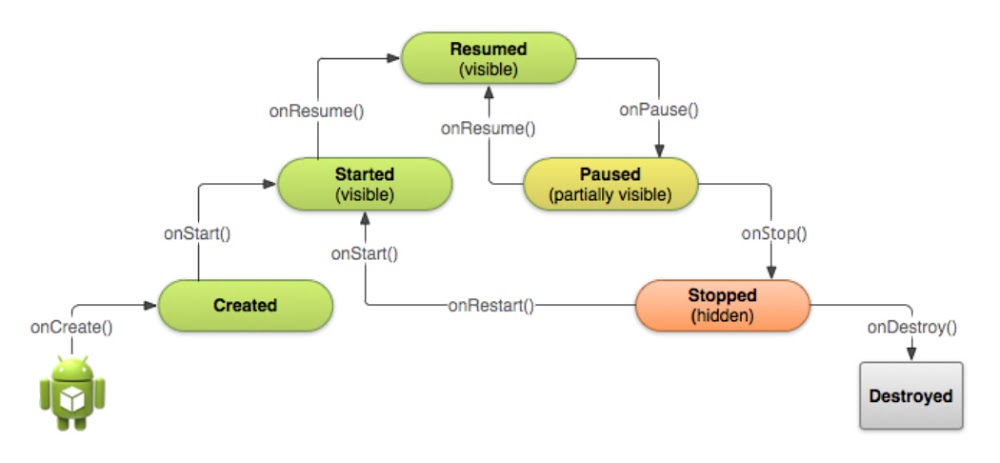 Resumed
(visible)
onResume()
onResume()
onPause()
Started
(visible)
Paused
(partially visible)
onStart()
onStart()
onStop()
Created
onRestart()
Stopped
(hidden)
onCreate()
onDestroy()
Destroyed